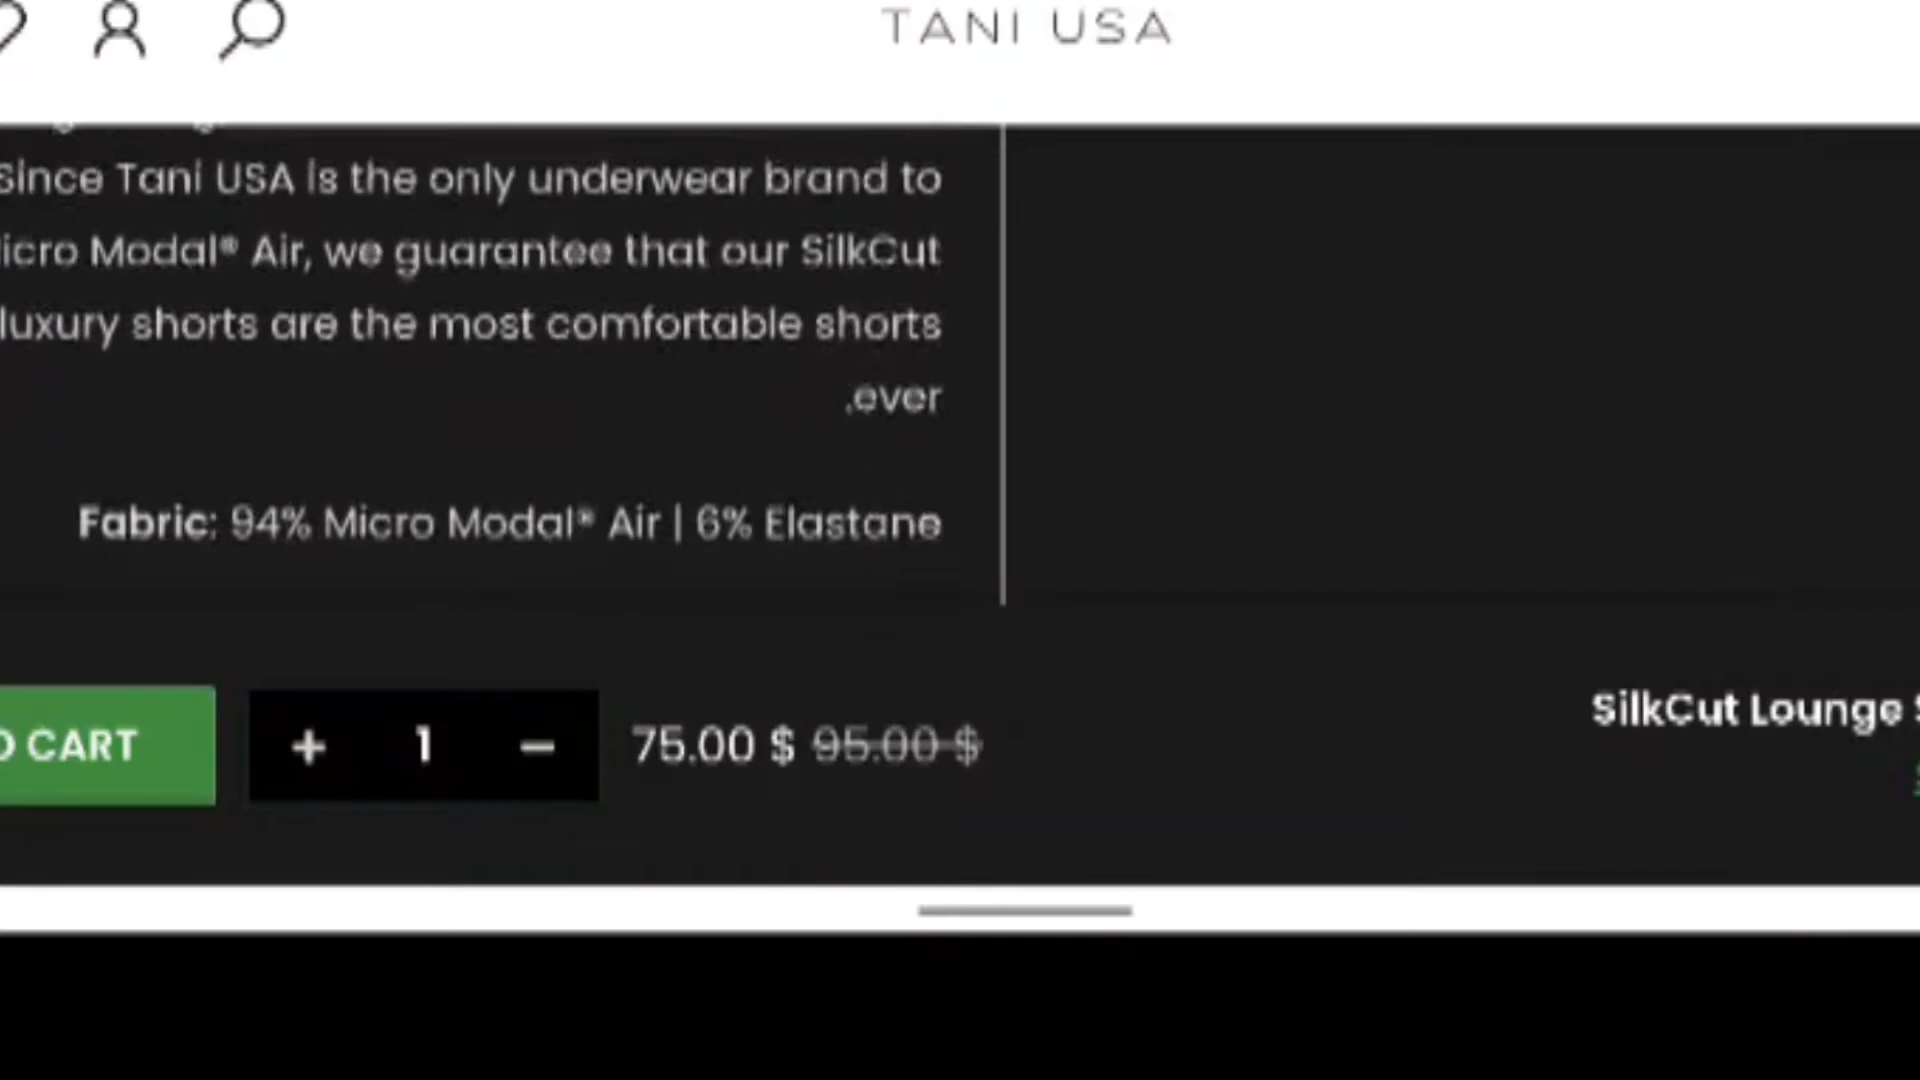 TANI USA
Since Tani USA is the only underwear brand to
icro Modal® Air, we guarantee that our SilkCut
luxury shorts are the most comfortable shorts
.ever
Fabric: 94% Micro Modal® Air | 6% Elastane
CART
+ 1 −
75.00 $ 95.00 $
SilkCut Lounge